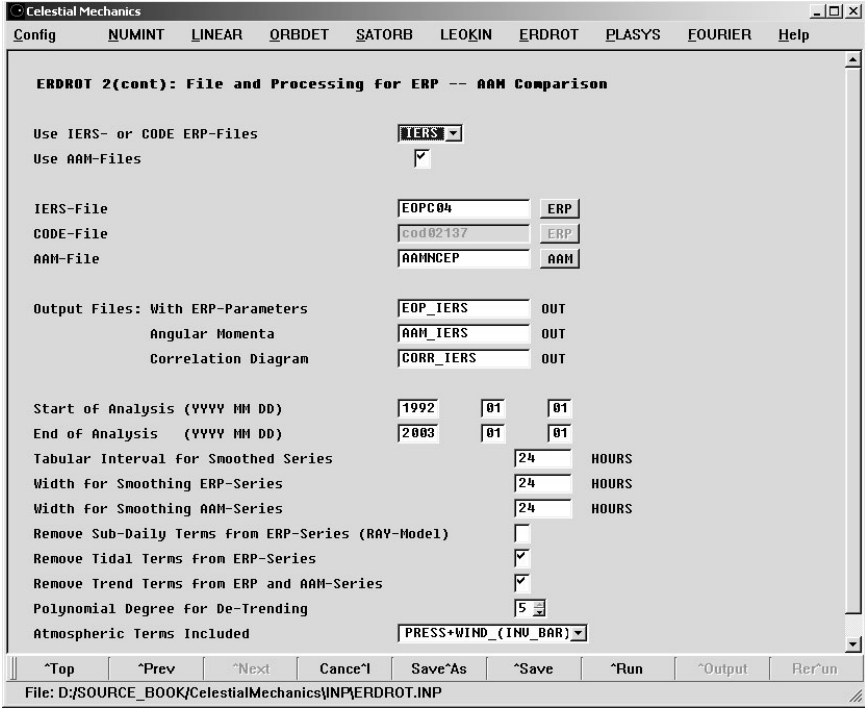 Celestial Mechanics
Config NUMINT LINEAR ORBDET SATORB LEOKIN ERDROT PLASYS FOURIER Help
ERDROT 2(cont): File and Processing for ERP -- AAM Comparison
Use IERS- or CODE ERP-Files IERS
Use AAM-Files
IERS-File EOPC04 ERP
CODE-File cod02137 ERP
AAM-File AAMNCEP AAM
Output Files: With ERP-Parameters EOP_IERS OUT
Angular Momenta AAM_IERS OUT
Correlation Diagram CORR_IERS OUT
Start of Analysis (YYYY MM DD) 1992 01 01
End of Analysis (YYYY MM DD) 2003 01 01
Tabular Interval for Smoothed Series 24 HOURS
Width for Smoothing ERP-Series 24 HOURS
Width for Smoothing AAM-Series 24 HOURS
Remove Sub-Daily Terms from ERP-Series (RAY-Model)
Remove Tidal Terms from ERP-Series
Remove Trend Terms from ERP and AAM-Series
Polynomial Degree for De-Trending 5
Atmospheric Terms Included PRESS+WIND_(INV_BAR)
^Top ^Prev ^Next Cance^l Save^As ^Save ^Run ^Output Rer^un
File: D:/SOURCE_BOOK/CelestialMechanics\INP\ERDROT.INP